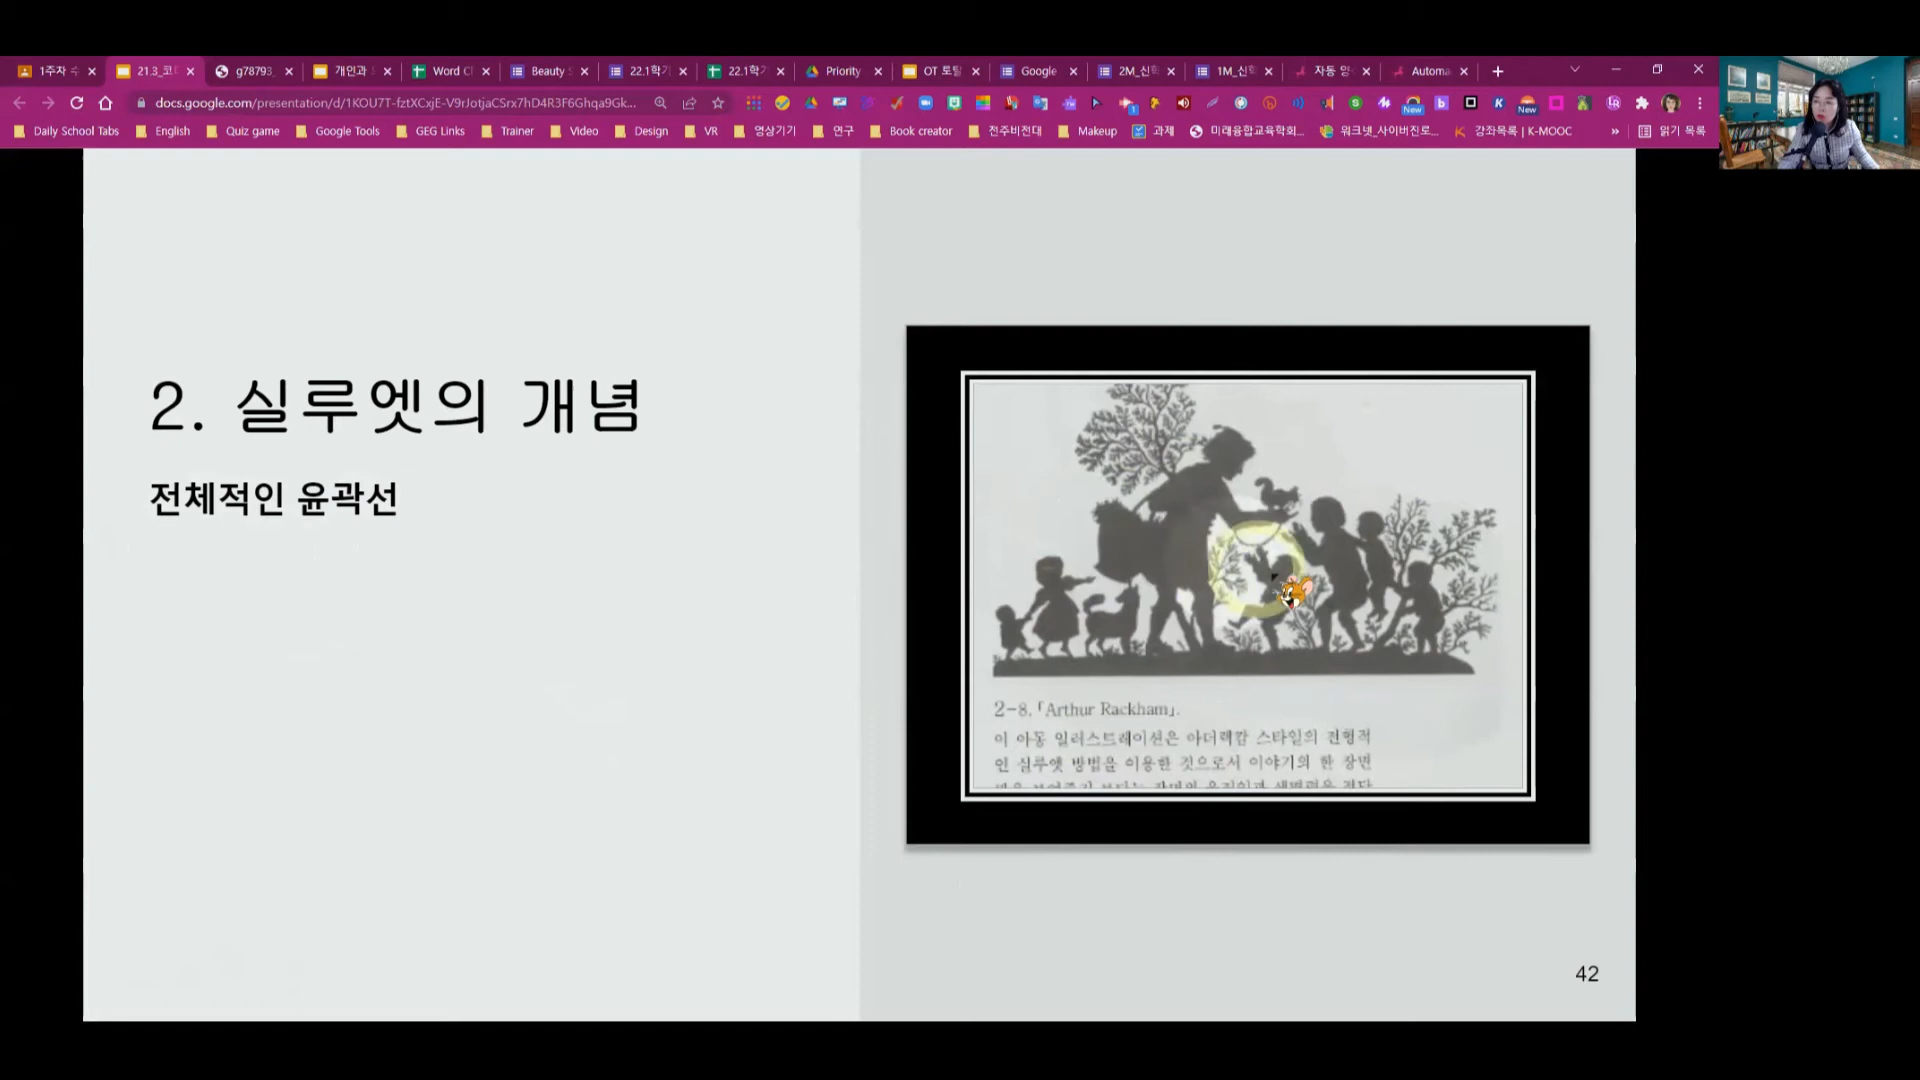 1주차 수
21.3_코디
g78793_
개인과
Word Cl
Beauty S
22.1학기
22.1학기
Priority
OT 토탈
Google
2M_신학
1M_신학
자동 양
Automa
docs.google.com/presentation/d/1KOU7T-fztXCxjE-V9rJotjaCSrx7hD4R3F6Ghqa9Gk...
New
New
Daily School Tabs
English
Quiz game
Google Tools
GEG Links
Trainer
Video
Design
VR
영상기기
연구
Book creator
전주비전대
Makeup
과제
미래융합교육학회...
워크넷_사이버진로...
강좌목록 | K-MOOC
»
읽기 목록
2. 실루엣의 개념
전체적인 윤곽선
2-8.「Arthur Rackham」.
이 아동 일러스트레이션은 아더랙캄 스타일의 전형적
인 실루엣 방법을 이용한 것으로서 이야기의 한 장면
42